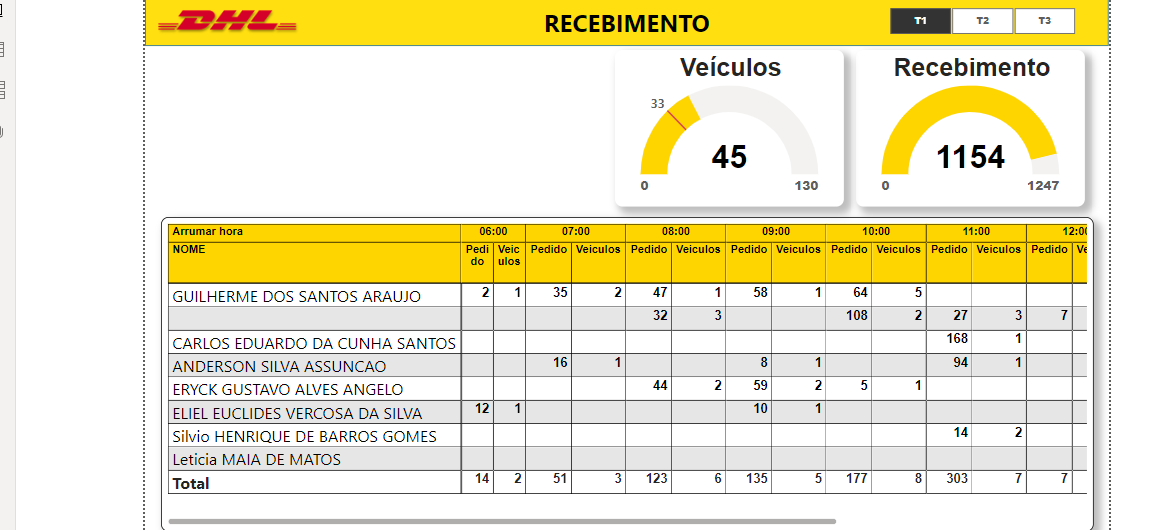 DHL
RECEBIMENTO
T1 T2 T3
Veículos
33
45
0 130
Recebimento
1154
0 1247
Arrumar hora 06:00 07:00 08:00 09:00 10:00 11:00 12:00
NOME Pedido Veiculos Pedido Veiculos Pedido Veiculos Pedido Veiculos Pedido Veiculos Pedido Veiculos Pedido Ve
GUILHERME DOS SANTOS ARAUJO 2 1 35 2 47 1 58 1 64 5
32 3 108 2 27 3 7
CARLOS EDUARDO DA CUNHA SANTOS 168 1
ANDERSON SILVA ASSUNCAO 16 1 8 1 94 1
ERYCK GUSTAVO ALVES ANGELO 44 2 59 2 5 1
ELIEL EUCLIDES VERCOSA DA SILVA 12 1 10 1
Silvio HENRIQUE DE BARROS GOMES 14 2
Leticia MAIA DE MATOS
Total 14 2 51 3 123 6 135 5 177 8 303 7 7